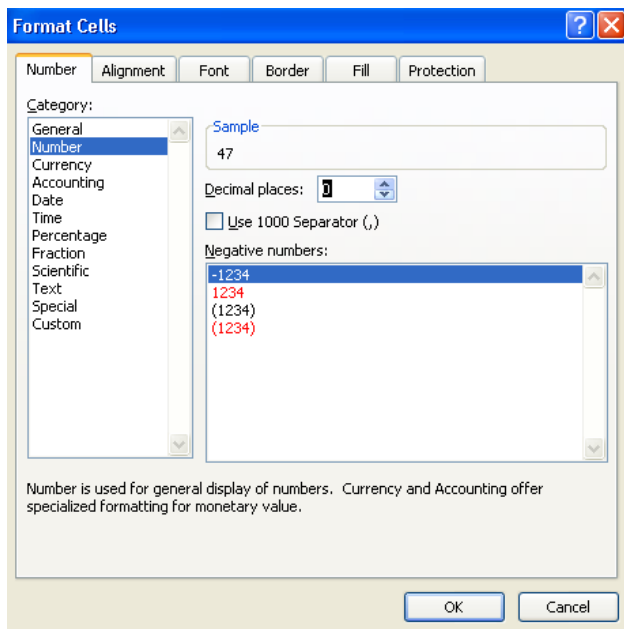 Format Cells
Number Alignment Font Border Fill Protection
Category:
General
Number
Currency
Accounting
Date
Time
Percentage
Fraction
Scientific
Text
Special
Custom
Sample
47
Decimal places: 0
Use 1000 Separator (,)
Negative numbers:
-1234
1234
(1234)
(1234)
Number is used for general display of numbers.  Currency and Accounting offer
specialized formatting for monetary value.
OK Cancel